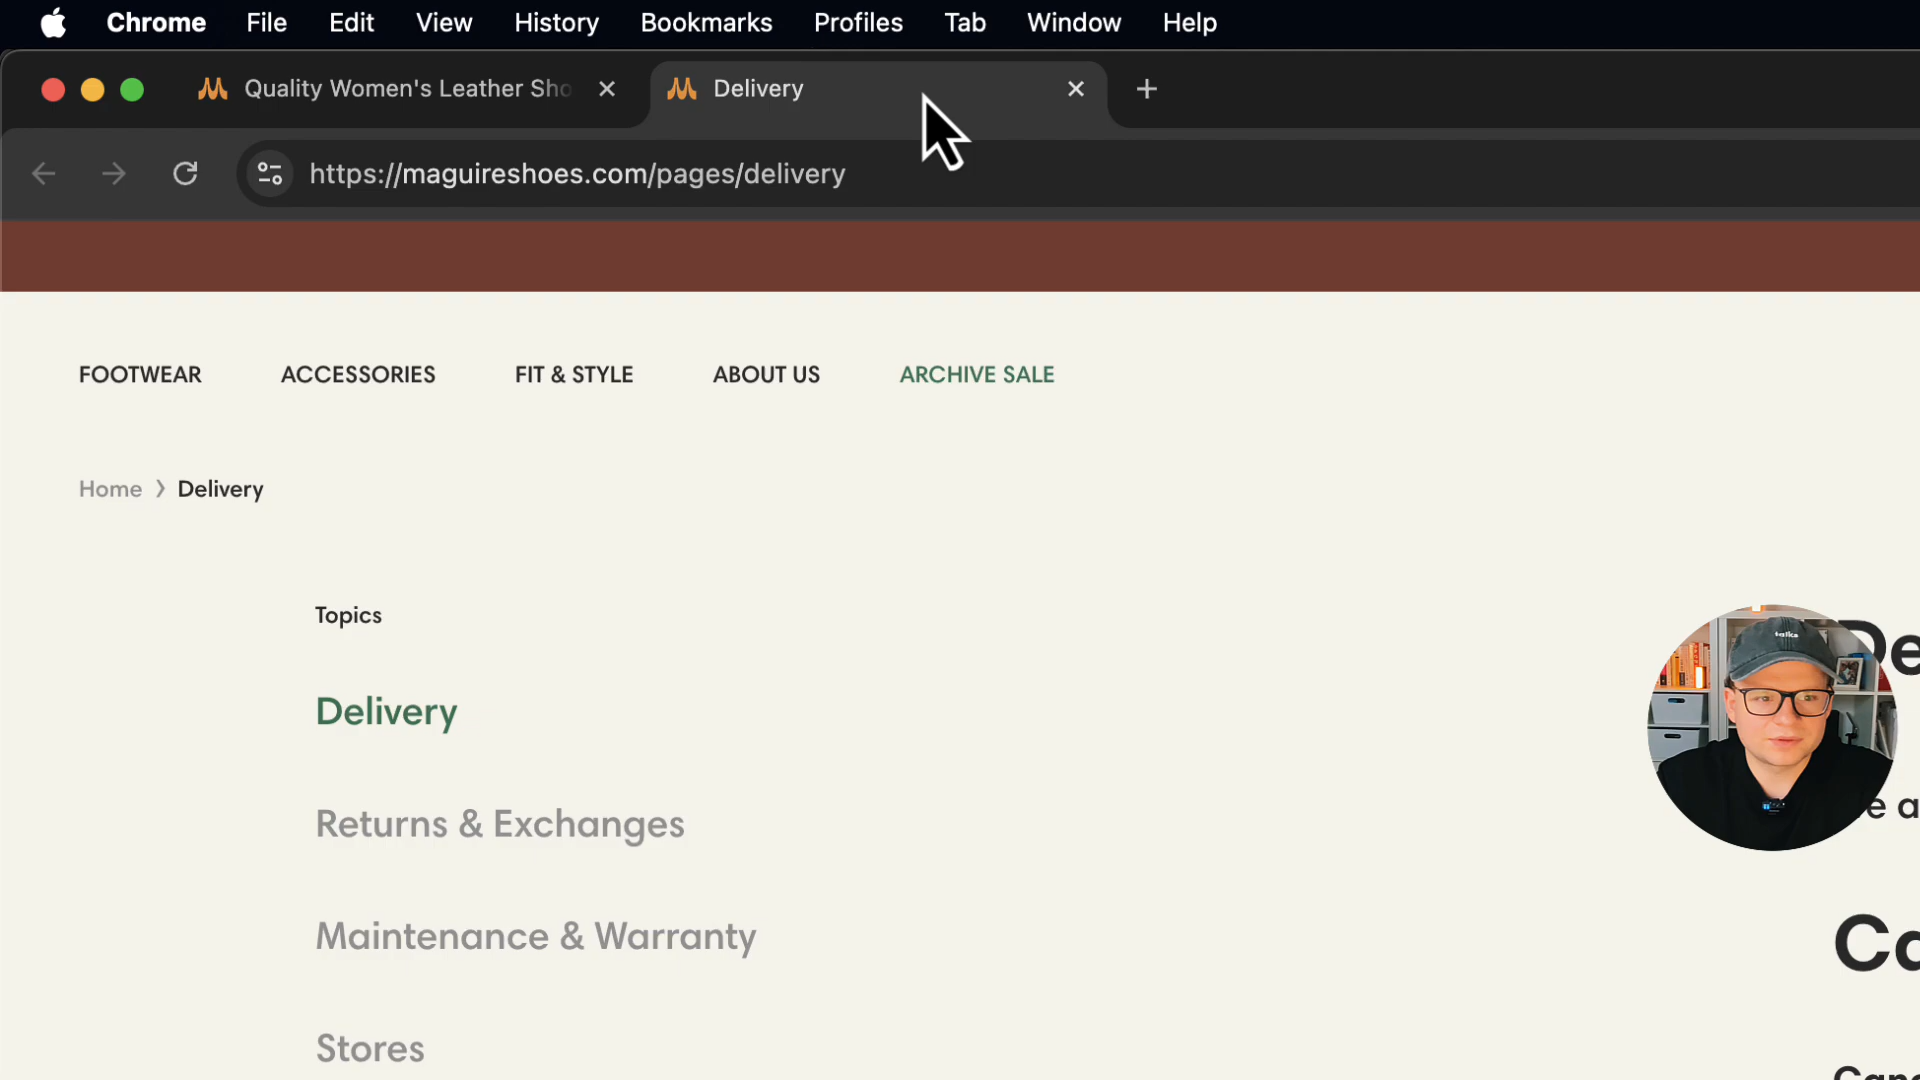 Chrome File Edit View History Bookmarks Profiles Tab Window Help
Quality Women's Leather Sho Delivery
https://maguireshoes.com/pages/delivery
FOOTWEAR ACCESSORIES FIT & STYLE ABOUT US ARCHIVE SALE
Home > Delivery
Topics
Delivery
Returns & Exchanges
Maintenance & Warranty
Stores
talks